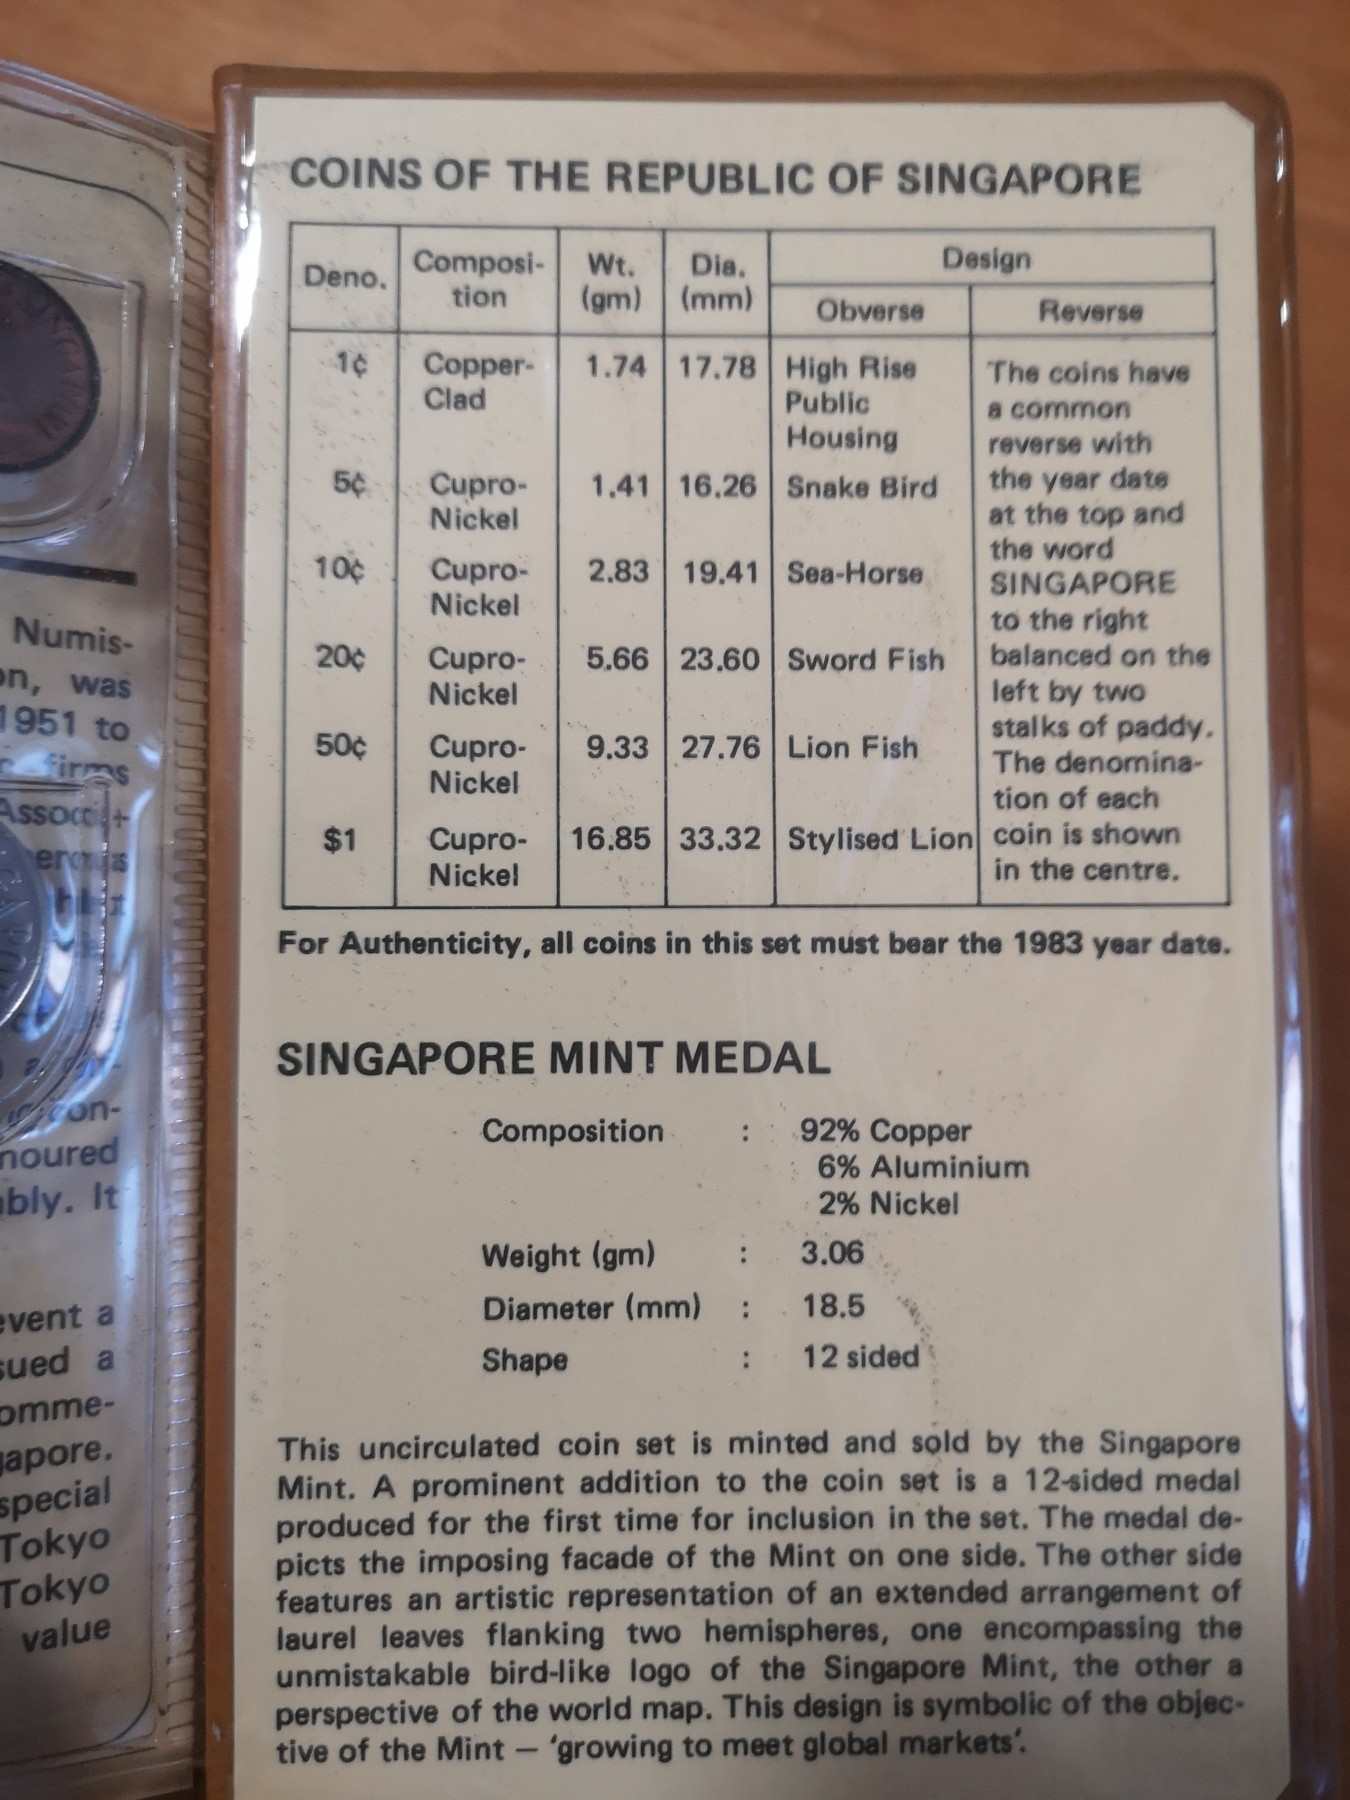 COINS OF THE REPUBLIC OF SINGAPORE
Deno.
Composi-
tion
Wt.
(gm)
Dia.
(mm)
Design
Obverse
Reverse
1¢
Copper-
Clad
1.74
17.78
High Rise
Public
Housing
5¢
Cupro-
Nickel
1.41
16.26
Snake Bird
10¢
Cupro-
Nickel
2.83
19.41
Sea-Horse
20¢
Cupro-
Nickel
5.66
23.60
Sword Fish
50¢
Cupro-
Nickel
9.33
27.76
Lion Fish
$1
Cupro-
Nickel
16.85
33.32
Stylised Lion
The coins have
a common
reverse with
the year date
at the top and
the word
SINGAPORE
to the right
balanced on the
left by two
stalks of paddy.
The denomina-
tion of each
coin is shown
in the centre.
For Authenticity, all coins in this set must bear the 1983 year date.
SINGAPORE MINT MEDAL
Composition : 92% Copper
6% Aluminium
2% Nickel
Weight (gm) : 3.06
Diameter (mm) : 18.5
Shape : 12 sided
This uncirculated coin set is minted and sold by the Singapore
Mint. A prominent addition to the coin set is a 12-sided medal
produced for the first time for inclusion in the set. The medal de-
picts the imposing facade of the Mint on one side. The other side
features an artistic representation of an extended arrangement of
laurel leaves flanking two hemispheres, one encompassing the
unmistakable bird-like logo of the Singapore Mint, the other a
perspective of the world map. This design is symbolic of the objec-
tive of the Mint — 'growing to meet global markets'.
Numis-
was
1951 to
firms
event a
a
special
Tokyo
Tokyo
value